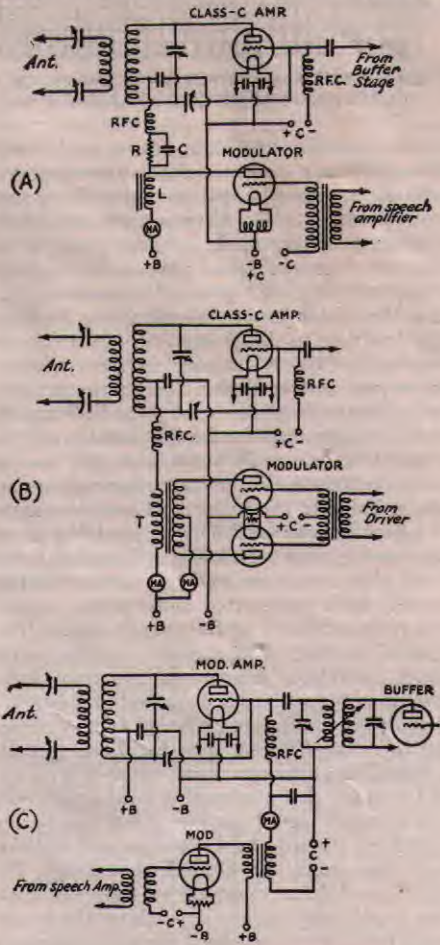 CLASS-C AMR
Ant.
From
Buffer
Stage
R.F.C.
+ C -
RFC
R
C
MODULATOR
(A)
L
From speech
amplifier
MA
+B
-B
+C
-C
CLASS-C AMP.
Ant.
RFC
+ C -
R.F.C.
MODULATOR
(B)
T
+ C -
From
Driver
MA
MA
+B
-B
MOD. AMP.
BUFFER
Ant.
RFC
+B
-B
(C)
MA
MOD
+
C
-
From speech Amp.
- C +
-B
+B